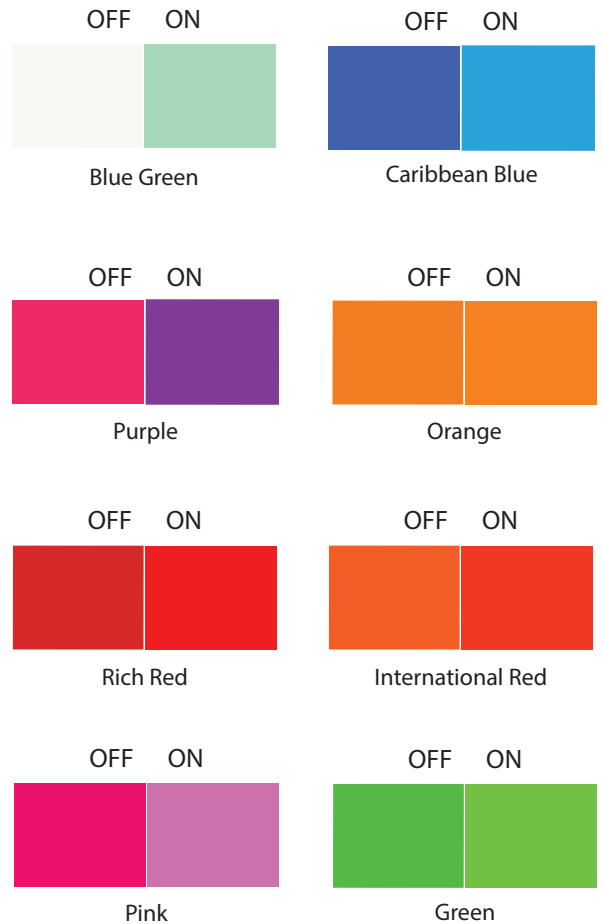 OFF ON
OFF ON
Blue Green
Caribbean Blue
OFF ON
OFF ON
Purple
Orange
OFF ON
OFF ON
Rich Red
International Red
OFF ON
OFF ON
Pink
Green